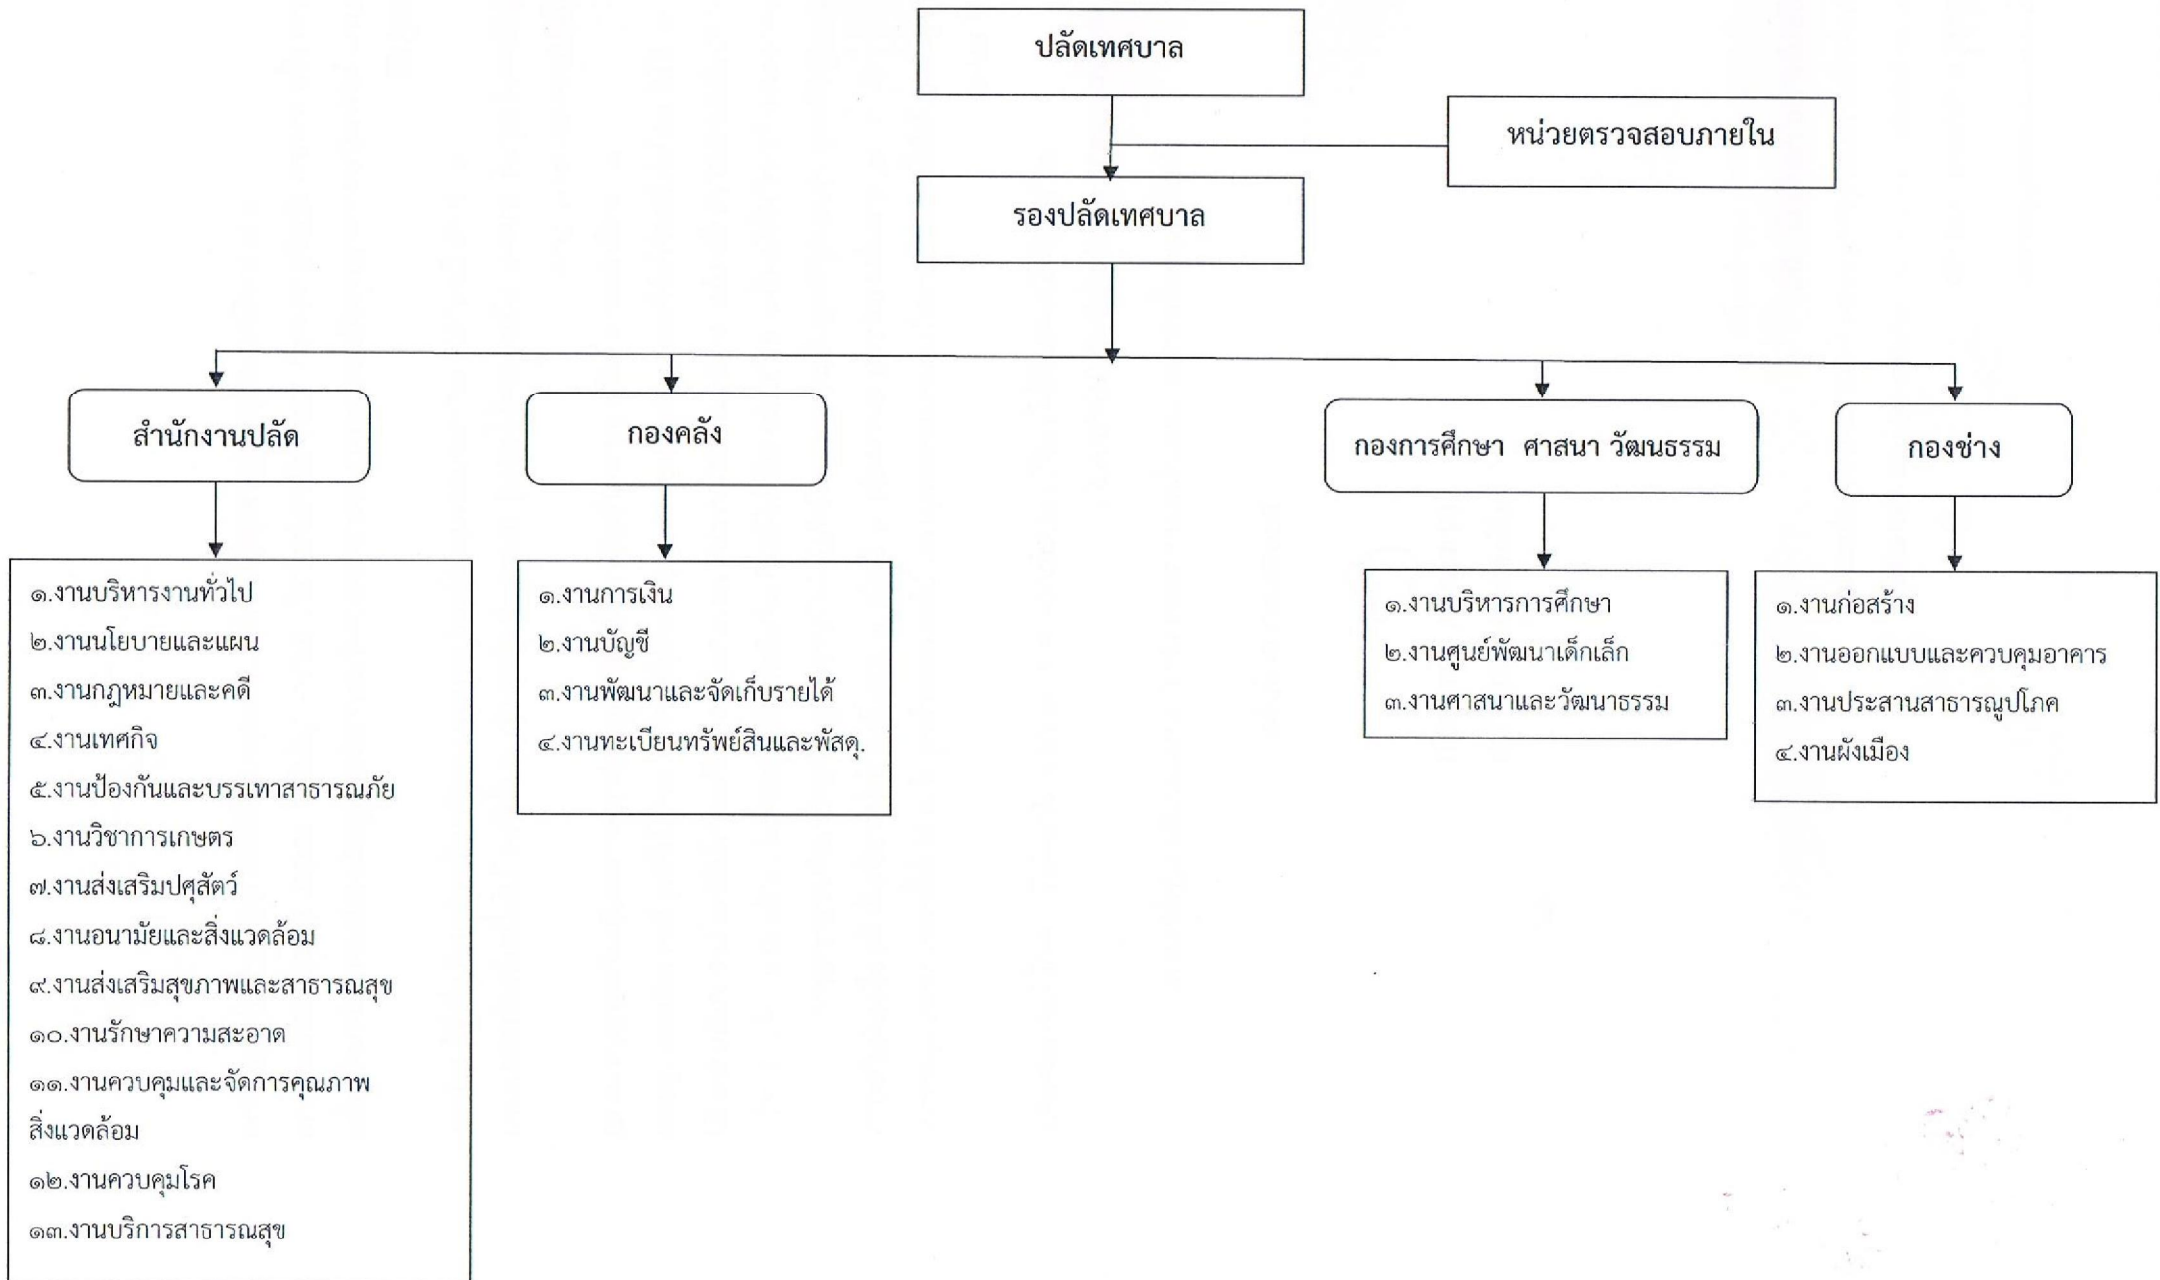 ปลัดเทศบาล
หน่วยตรวจสอบภายใน
รองปลัดเทศบาล
สำนักงานปลัด
กองคลัง
กองการศึกษา ศาสนา วัฒนธรรม
กองช่าง
๑.งานบริหารงานทั่วไป
๒.งานนโยบายและแผน
๓.งานกฎหมายและคดี
๔.งานเทศกิจ
๕.งานป้องกันและบรรเทาสาธารณภัย
๖.งานวิชาการเกษตร
๗.งานส่งเสริมปศุสัตว์
๘.งานอนามัยและสิ่งแวดล้อม
๙.งานส่งเสริมสุขภาพและสาธารณสุข
๑๐.งานรักษาความสะอาด
๑๑.งานควบคุมและจัดการคุณภาพ
สิ่งแวดล้อม
๑๒.งานควบคุมโรค
๑๓.งานบริการสาธารณสุข
๑.งานการเงิน
๒.งานบัญชี
๓.งานพัฒนาและจัดเก็บรายได้
๔.งานทะเบียนทรัพย์สินและพัสดุ.
๑.งานบริหารการศึกษา
๒.งานศูนย์พัฒนาเด็กเล็ก
๓.งานศาสนาและวัฒนาธรรม
๑.งานก่อสร้าง
๒.งานออกแบบและควบคุมอาคาร
๓.งานประสานสาธารณูปโภค
๔.งานผังเมือง